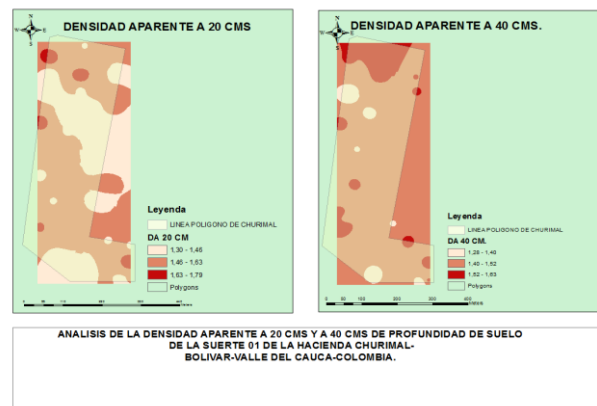 DENSIDAD APARENTE A 20 CMS
N
W
E
S
Leyenda
LINEA POLIGONO DE CHURIMAL
DA 20 CM
1,30 - 1,46
1,46 - 1,63
1,63 - 1,79
Polygons
DENSIDAD APARENTE A 40 CMS.
N
W
E
S
Leyenda
LINEA POLIGONO DE CHURIMAL
DA 40 CM.
1,28 - 1,40
1,40 - 1,52
1,52 - 1,63
Polygons
ANALISIS DE LA DENSIDAD APARENTE A 20 CMS Y A 40 CMS DE PROFUNDIDAD DE SUELO
DE LA SUERTE 01 DE LA HACIENDA CHURIMAL-
BOLIVAR-VALLE DEL CAUCA-COLOMBIA.